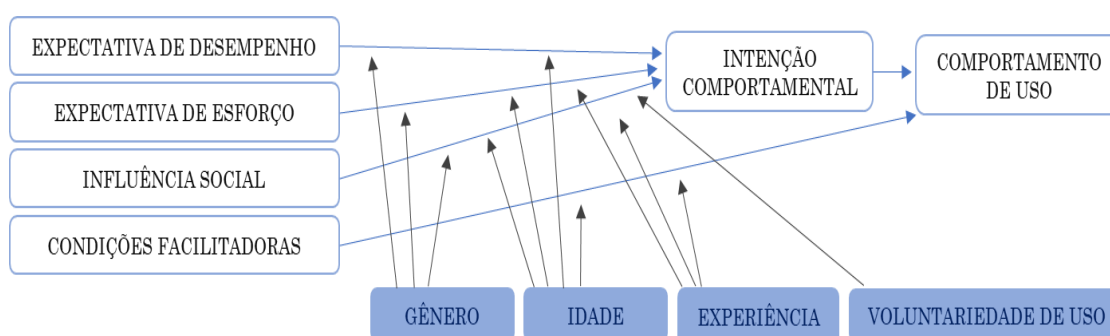 EXPECTATIVA DE DESEMPENHO
EXPECTATIVA DE ESFORÇO
INFLUÊNCIA SOCIAL
CONDIÇÕES FACILITADORAS
INTENÇÃO
COMPORTAMENTAL
COMPORTAMENTO
DE USO
GÊNERO
IDADE
EXPERIÊNCIA
VOLUNTARIEDADE DE USO